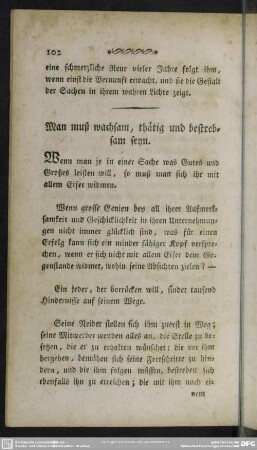 102
eine schmerzliche Reue vieler Jahre folgt ihm,
wenn einst die Vernunft erwacht, und sie die Gestalt
der Sachen in ihrem wahren Lichte zeigt.
Man muß wachsam, thätig und bestreb-
sam seyn.
Wenn man je in einer Sache was Gutes und
Großes leisten will, so muß man sich ihr mit
allem Eifer widmen.
Wenn grosse Genien bey all ihrer Aufmerk-
samkeit und Geschicklichkeit in ihren Unternehmun-
gen nicht immer glücklich sind, was für einen
Erfolg kann sich ein minder fähiger Kopf verspre-
chen, wenn er sich nicht mit allem Eifer dem Ge-
genstande widmet, wohin seine Absichten zielen? —
Ein jeder, der vorrücken will, findet tausend
Hindernisse auf seinem Wege.
Seine Neider stellen sich ihm zuerst in Weg;
seine Mitwerber wenden alles an, die Stelle zu be-
setzen, die er zu erhalten wünschet: die vor ihm
hergehen, bemühen sich seine Fortschritte zu hin-
dern, und die ihm folgen müssen, bestreben sich
ebenfalls ihn zu erreichen; die mit ihm nach ei-
nem